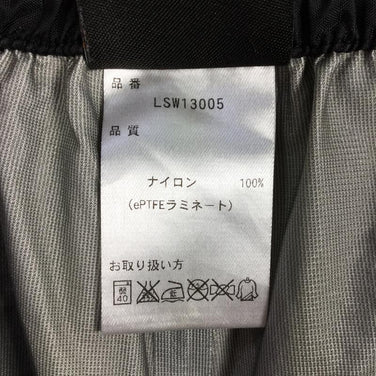 品番
LSW13005
品質
ナイロン 100%
(ePTFEラミネート)
お取り扱い方
40